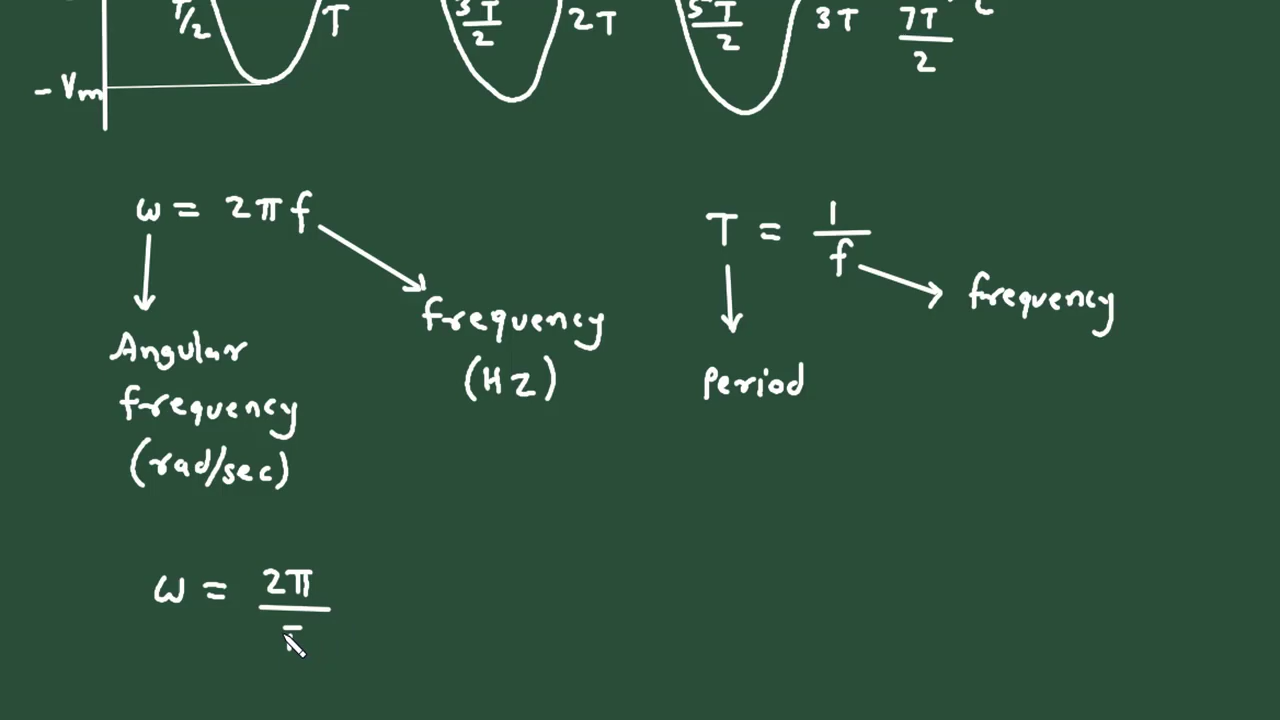 T/2 T 3T/2 2T 5T/2 3T 7T/2
- Vm
ω = 2πf
T = 1/f
frequency
frequency
(HZ)
Angular
frequency
(rad/sec)
Period
ω = 2π/